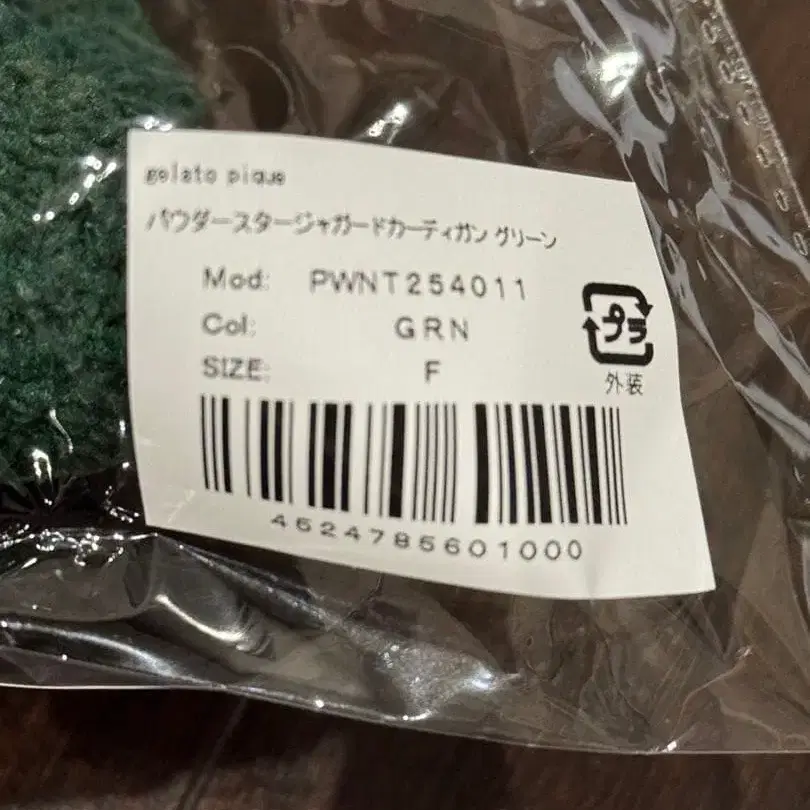 gelato pique
パウダースタージャガードカーディガン グリーン
Mod: PWNT254011
Col: GRN
SIZE: F
プラ
外装
4524785601000